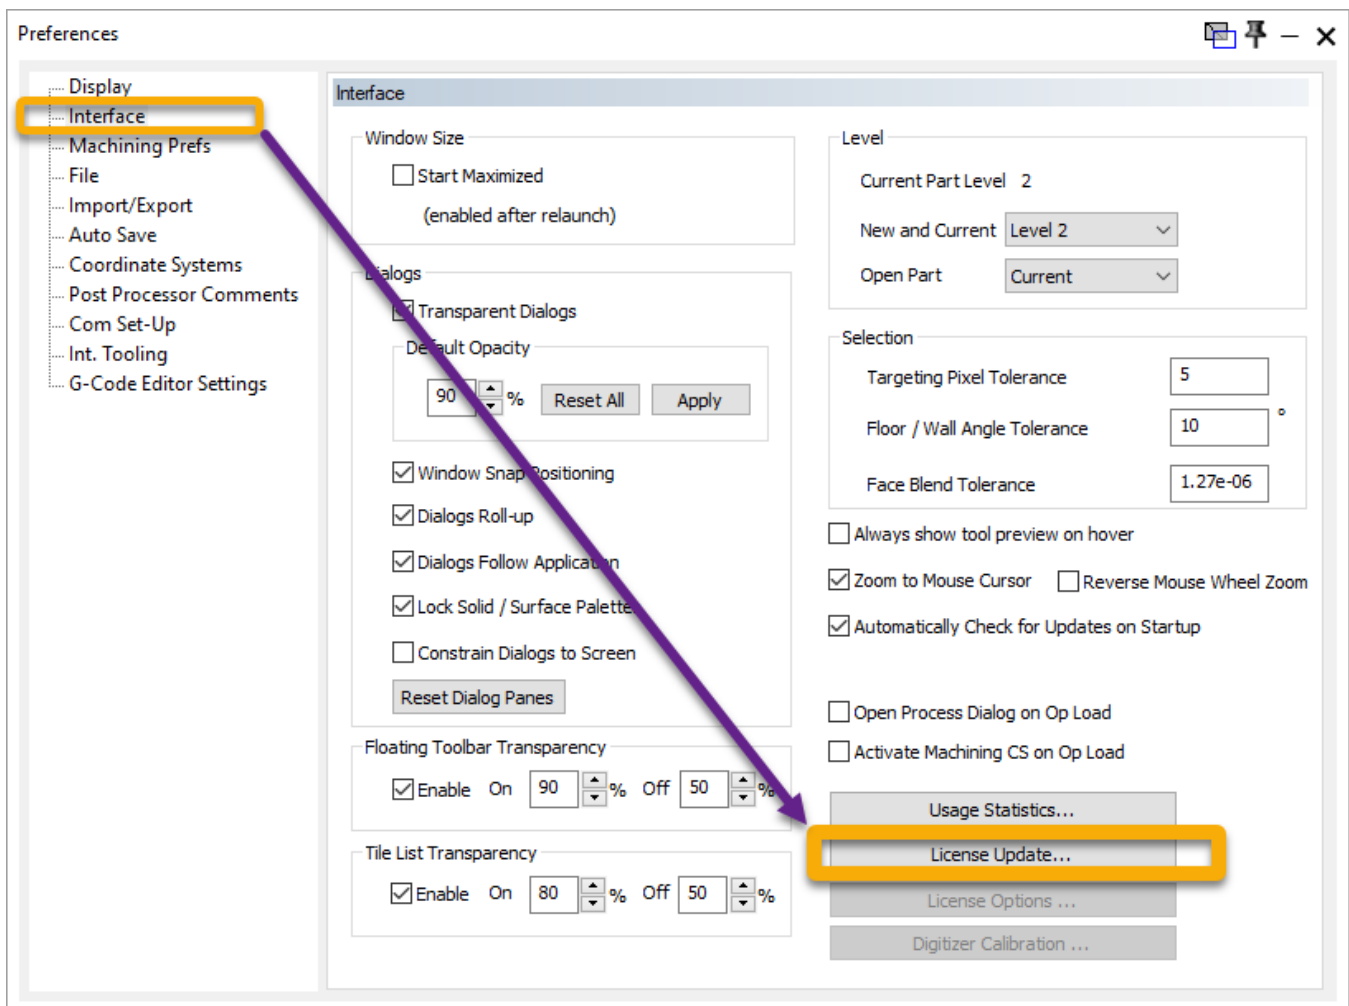 Preferences
Display
Interface
Machining Prefs
File
Import/Export
Auto Save
Coordinate Systems
Post Processor Comments
Com Set-Up
Int. Tooling
G-Code Editor Settings
Interface
Window Size
Start Maximized
(enabled after relaunch)
Dialogs
Transparent Dialogs
Default Opacity
90 % Reset All Apply
Window Snap Positioning
Dialogs Roll-up
Dialogs Follow Application
Lock Solid / Surface Palette
Constrain Dialogs to Screen
Reset Dialog Panes
Floating Toolbar Transparency
Enable On 90 % Off 50 %
Tile List Transparency
Enable On 80 % Off 50 %
Level
Current Part Level 2
New and Current Level 2
Open Part Current
Selection
Targeting Pixel Tolerance 5
Floor / Wall Angle Tolerance 10 °
Face Blend Tolerance 1.27e-06
Always show tool preview on hover
Zoom to Mouse Cursor Reverse Mouse Wheel Zoom
Automatically Check for Updates on Startup
Open Process Dialog on Op Load
Activate Machining CS on Op Load
Usage Statistics...
License Update...
License Options ...
Digitizer Calibration ...